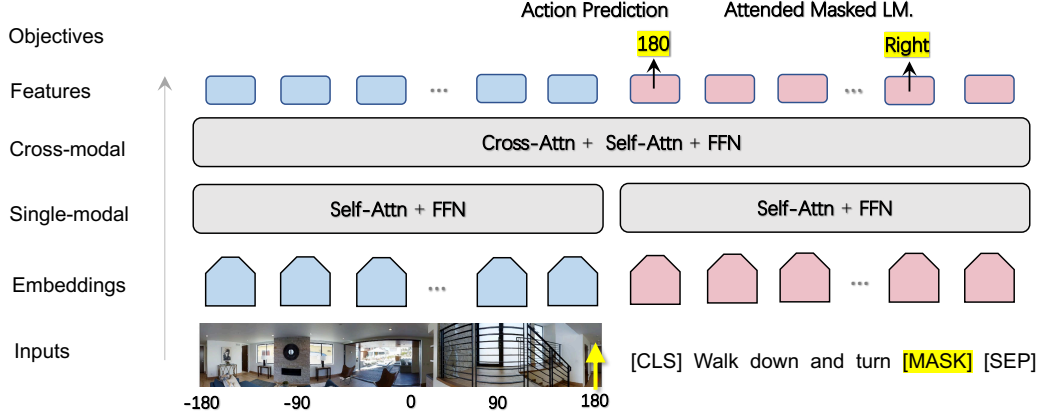 Action Prediction Attended Masked LM.
Objectives 180 Right
Features ... ...
Cross-modal Cross-Attn + Self-Attn + FFN
Single-modal Self-Attn + FFN Self-Attn + FFN
Embeddings ... ...
Inputs [CLS] Walk down and turn [MASK] [SEP]
-180 -90 0 90 180